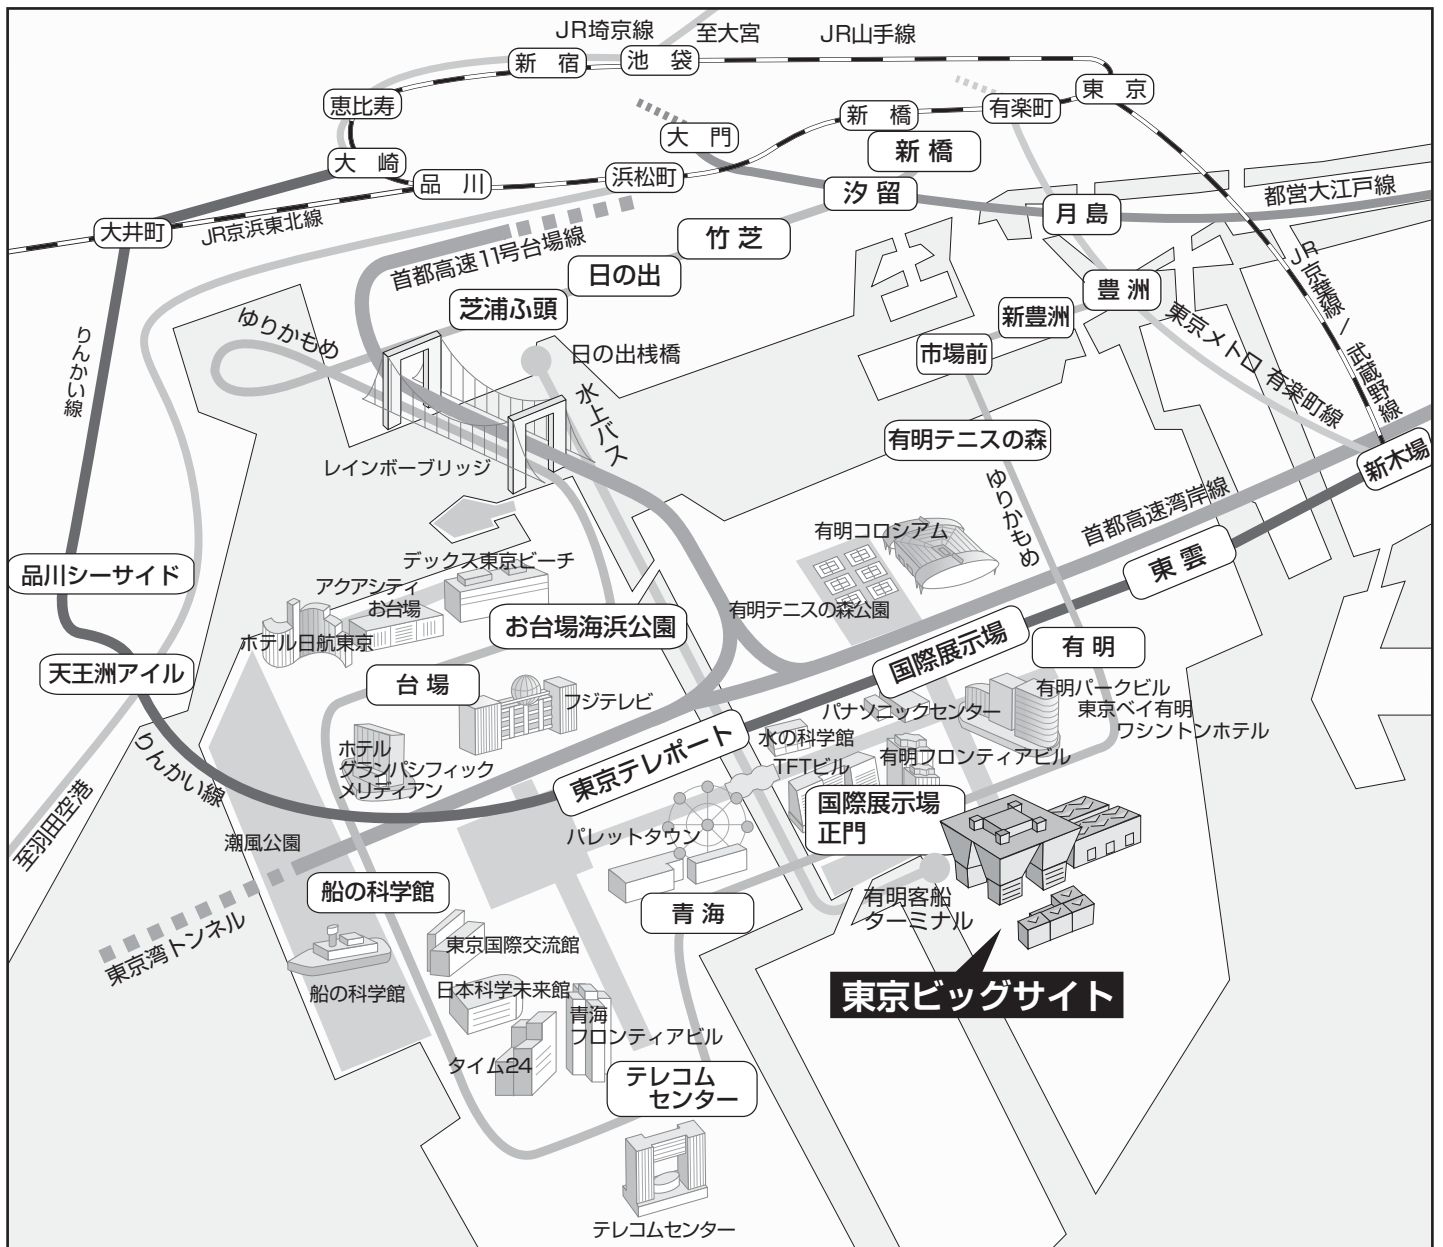 JR埼京線
至大宮
JR山手線
新宿
池袋
恵比寿
東京
有楽町
新橋
大門
新橋
大崎
品川
浜松町
汐留
月島
都営大江戸線
大井町
JR京浜東北線
首都高速11号台場線
竹芝
日の出
芝浦ふ頭
豊洲
新豊洲
市場前
JR京葉線/武蔵野線
東京メトロ 有楽町線
ゆりかもめ
りんかい線
日の出桟橋
水上バス
有明テニスの森
新木場
レインボーブリッジ
ゆりかもめ
首都高速湾岸線
有明コロシアム
東雲
品川シーサイド
デックス東京ビーチ
アクアシティ
お台場
有明テニスの森公園
お台場海浜公園
ホテル日航東京
国際展示場
有明
天王洲アイル
台場
フジテレビ
パナソニックセンター
有明パークビル
東京ベイ有明
ワシントンホテル
水の科学館
有明フロンティアビル
TFTビル
ホテル
グランパシフィック
メリディアン
東京テレポート
りんかい線
国際展示場
正門
至羽田空港
潮風公園
パレットタウン
船の科学館
青海
有明客船
ターミナル
東京湾トンネル
東京国際交流館
船の科学館
日本科学未来館
東京ビッグサイト
青海
フロンティアビル
タイム24
テレコム
センター
テレコムセンター